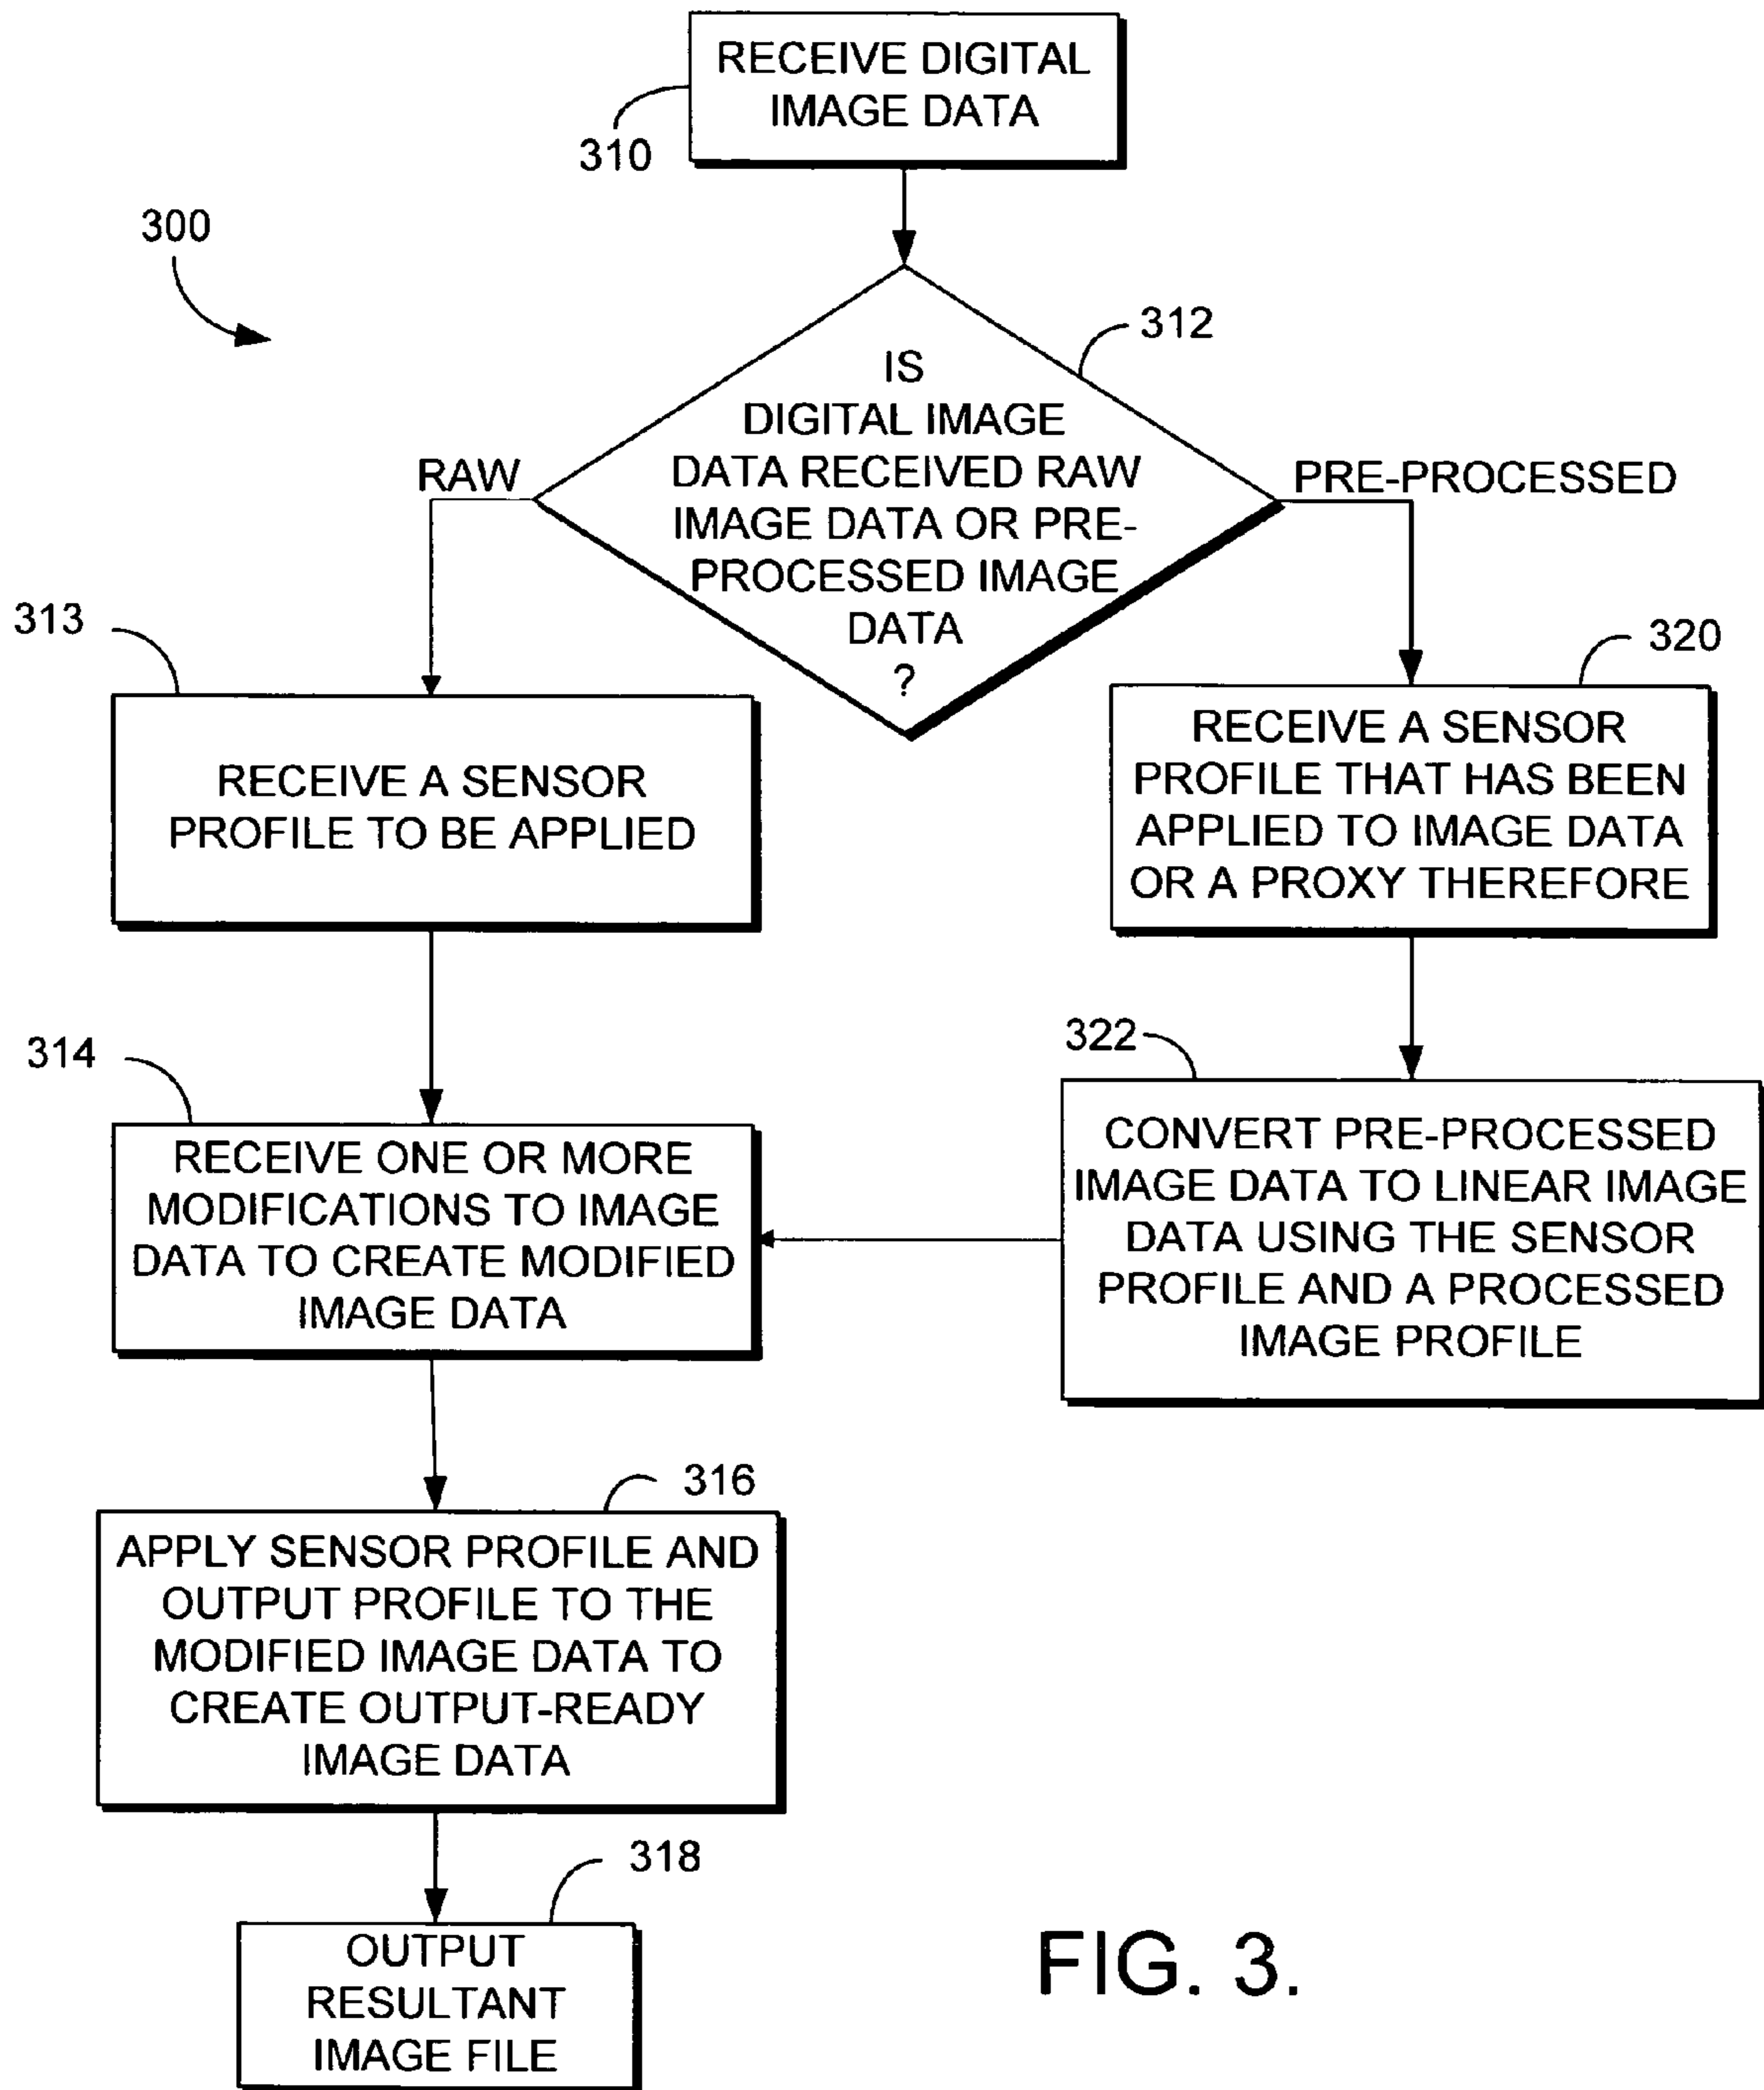 RECEIVE DIGITAL
IMAGE DATA
310
300
312
IS
DIGITAL IMAGE
DATA RECEIVED RAW
IMAGE DATA OR PRE-
PROCESSED IMAGE
DATA
?
RAW
PRE-PROCESSED
313
RECEIVE A SENSOR
PROFILE TO BE APPLIED
320
RECEIVE A SENSOR
PROFILE THAT HAS BEEN
APPLIED TO IMAGE DATA
OR A PROXY THEREFORE
314
RECEIVE ONE OR MORE
MODIFICATIONS TO IMAGE
DATA TO CREATE MODIFIED
IMAGE DATA
322
CONVERT PRE-PROCESSED
IMAGE DATA TO LINEAR IMAGE
DATA USING THE SENSOR
PROFILE AND A PROCESSED
IMAGE PROFILE
316
APPLY SENSOR PROFILE AND
OUTPUT PROFILE TO THE
MODIFIED IMAGE DATA TO
CREATE OUTPUT-READY
IMAGE DATA
318
OUTPUT
RESULTANT
IMAGE FILE
FIG. 3.